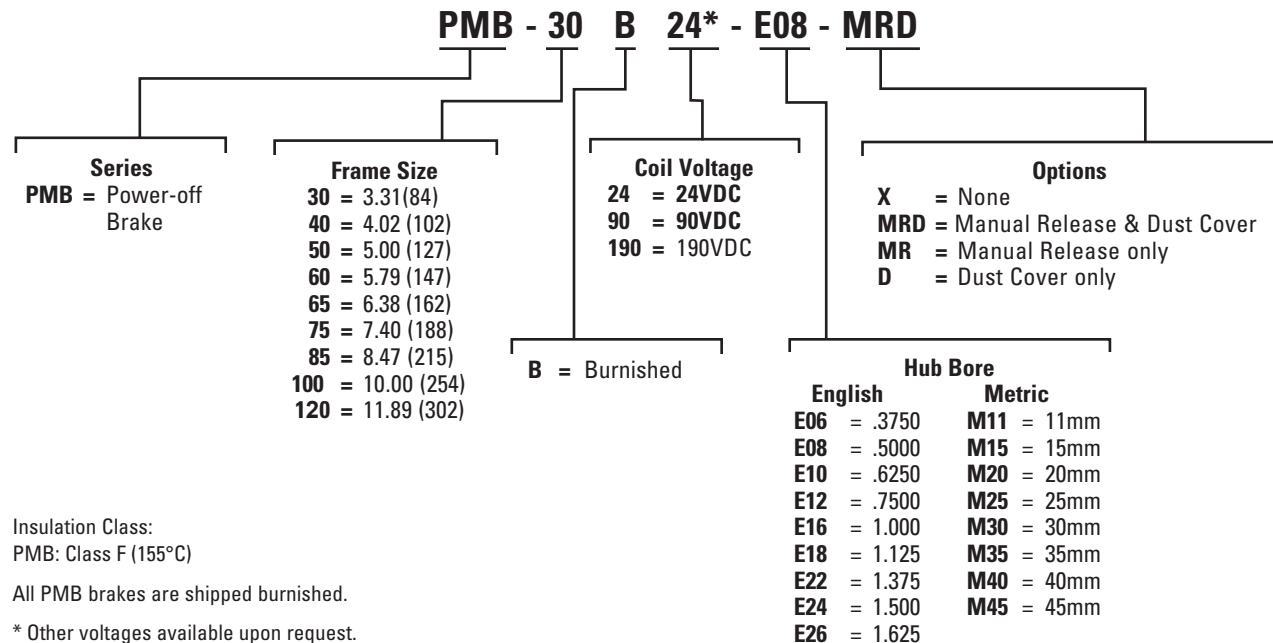 PMB - 30 B 24* - E08 - MRD
Series
PMB = Power-off
Brake
Frame Size
30 = 3.31(84)
40 = 4.02 (102)
50 = 5.00 (127)
60 = 5.79 (147)
65 = 6.38 (162)
75 = 7.40 (188)
85 = 8.47 (215)
100 = 10.00 (254)
120 = 11.89 (302)
B = Burnished
Coil Voltage
24 = 24VDC
90 = 90VDC
190 = 190VDC
Options
X = None
MRD = Manual Release & Dust Cover
MR = Manual Release only
D = Dust Cover only
Hub Bore
English Metric
E06 = .3750 M11 = 11mm
E08 = .5000 M15 = 15mm
E10 = .6250 M20 = 20mm
E12 = .7500 M25 = 25mm
E16 = 1.000 M30 = 30mm
E18 = 1.125 M35 = 35mm
E22 = 1.375 M40 = 40mm
E24 = 1.500 M45 = 45mm
E26 = 1.625
Insulation Class:
PMB: Class F (155°C)
All PMB brakes are shipped burnished.
* Other voltages available upon request.